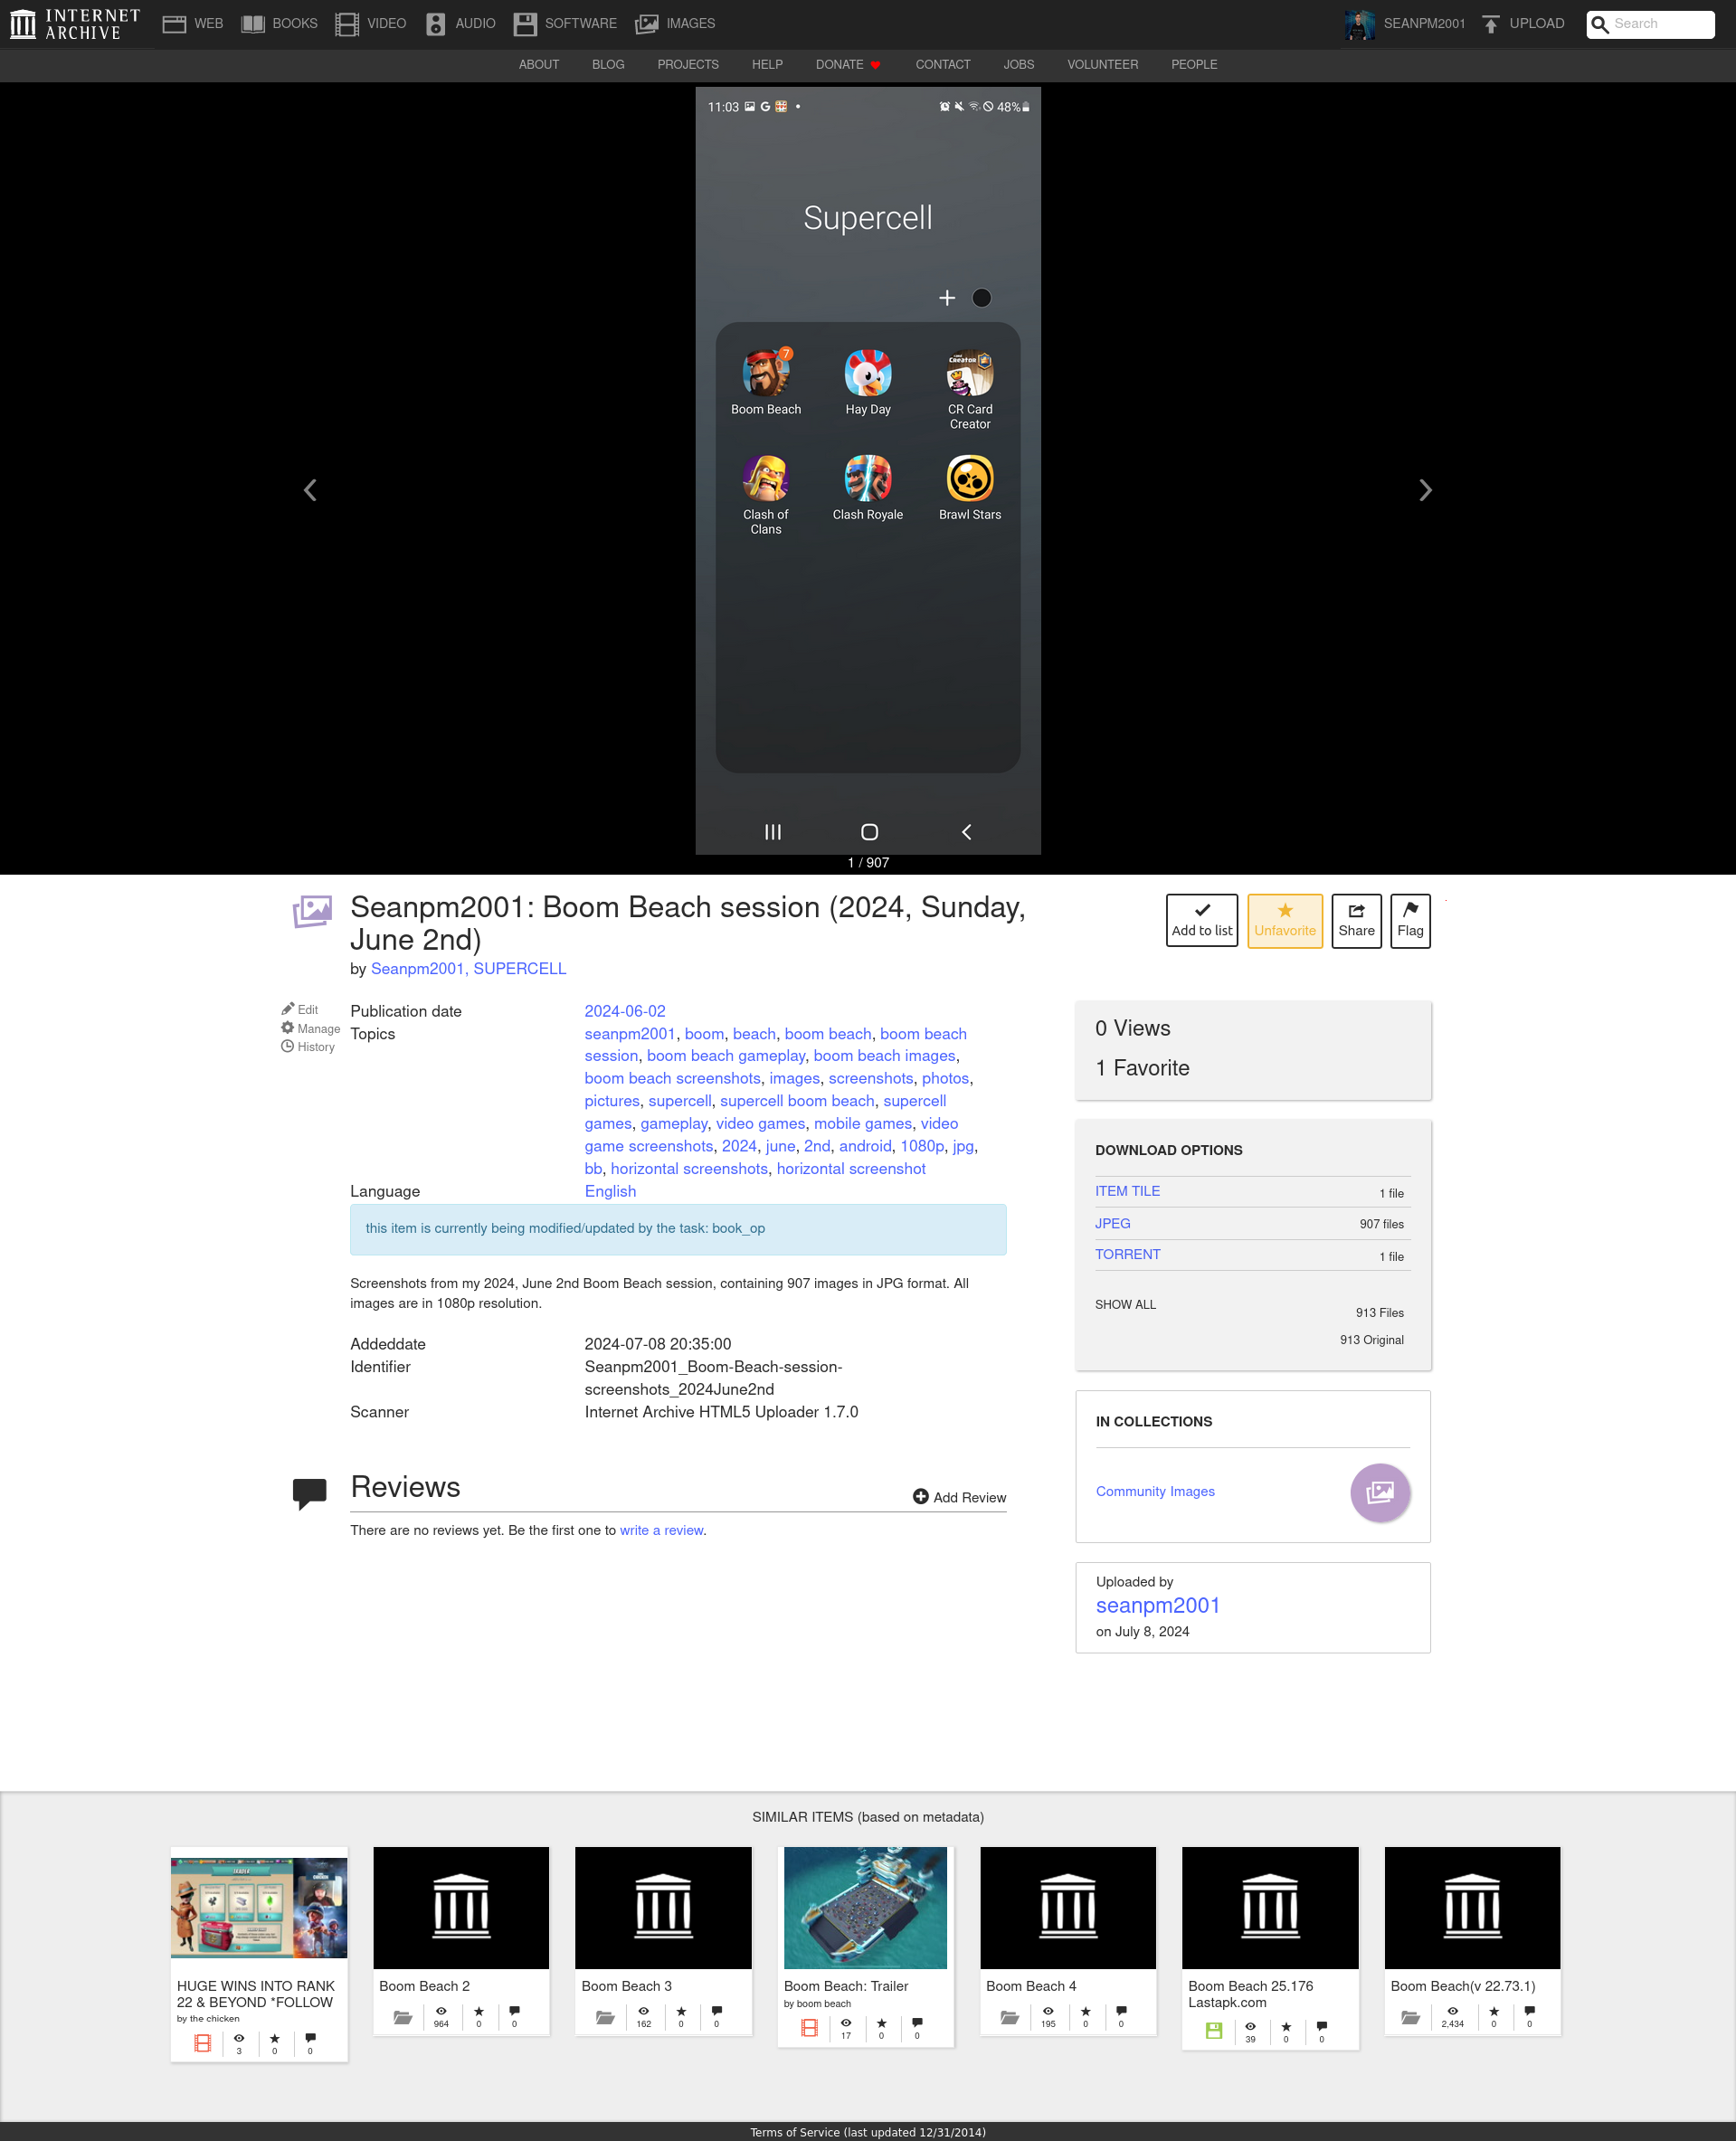 INTERNET ARCHIVE
WEB
BOOKS
VIDEO
AUDIO
SOFTWARE
IMAGES
SEANPM2001
UPLOAD
Search
ABOUT
BLOG
PROJECTS
HELP
DONATE
CONTACT
JOBS
VOLUNTEER
PEOPLE
11:03
48%
Supercell
7
Boom Beach
Hay Day
CREATOR
CR Card
Creator
Clash of
Clans
Clash Royale
Brawl Stars
1 / 907
Seanpm2001: Boom Beach session (2024, Sunday,
June 2nd)
by Seanpm2001, SUPERCELL
Add to list
Unfavorite
Share
Flag
Edit
Manage
History
Publication date 2024-06-02
Topics seanpm2001, boom, beach, boom beach, boom beach
session, boom beach gameplay, boom beach images,
boom beach screenshots, images, screenshots, photos,
pictures, supercell, supercell boom beach, supercell
games, gameplay, video games, mobile games, video
game screenshots, 2024, june, 2nd, android, 1080p, jpg,
bb, horizontal screenshots, horizontal screenshot
Language English
this item is currently being modified/updated by the task: book_op
Screenshots from my 2024, June 2nd Boom Beach session, containing 907 images in JPG format. All
images are in 1080p resolution.
Addeddate 2024-07-08 20:35:00
Identifier Seanpm2001_Boom-Beach-session-
screenshots_2024June2nd
Scanner Internet Archive HTML5 Uploader 1.7.0
Reviews
Add Review
There are no reviews yet. Be the first one to write a review.
0 Views
1 Favorite
DOWNLOAD OPTIONS
ITEM TILE 1 file
JPEG 907 files
TORRENT 1 file
SHOW ALL 913 Files
913 Original
IN COLLECTIONS
Community Images
Uploaded by
seanpm2001
on July 8, 2024
SIMILAR ITEMS (based on metadata)
HUGE WINS INTO RANK
22 & BEYOND *FOLLOW
by the chicken
3 0 0
Boom Beach 2
964 0 0
Boom Beach 3
162 0 0
Boom Beach: Trailer
by boom beach
17 0 0
Boom Beach 4
195 0 0
Boom Beach 25.176
Lastapk.com
39 0 0
Boom Beach(v 22.73.1)
2,434 0 0
Terms of Service (last updated 12/31/2014)